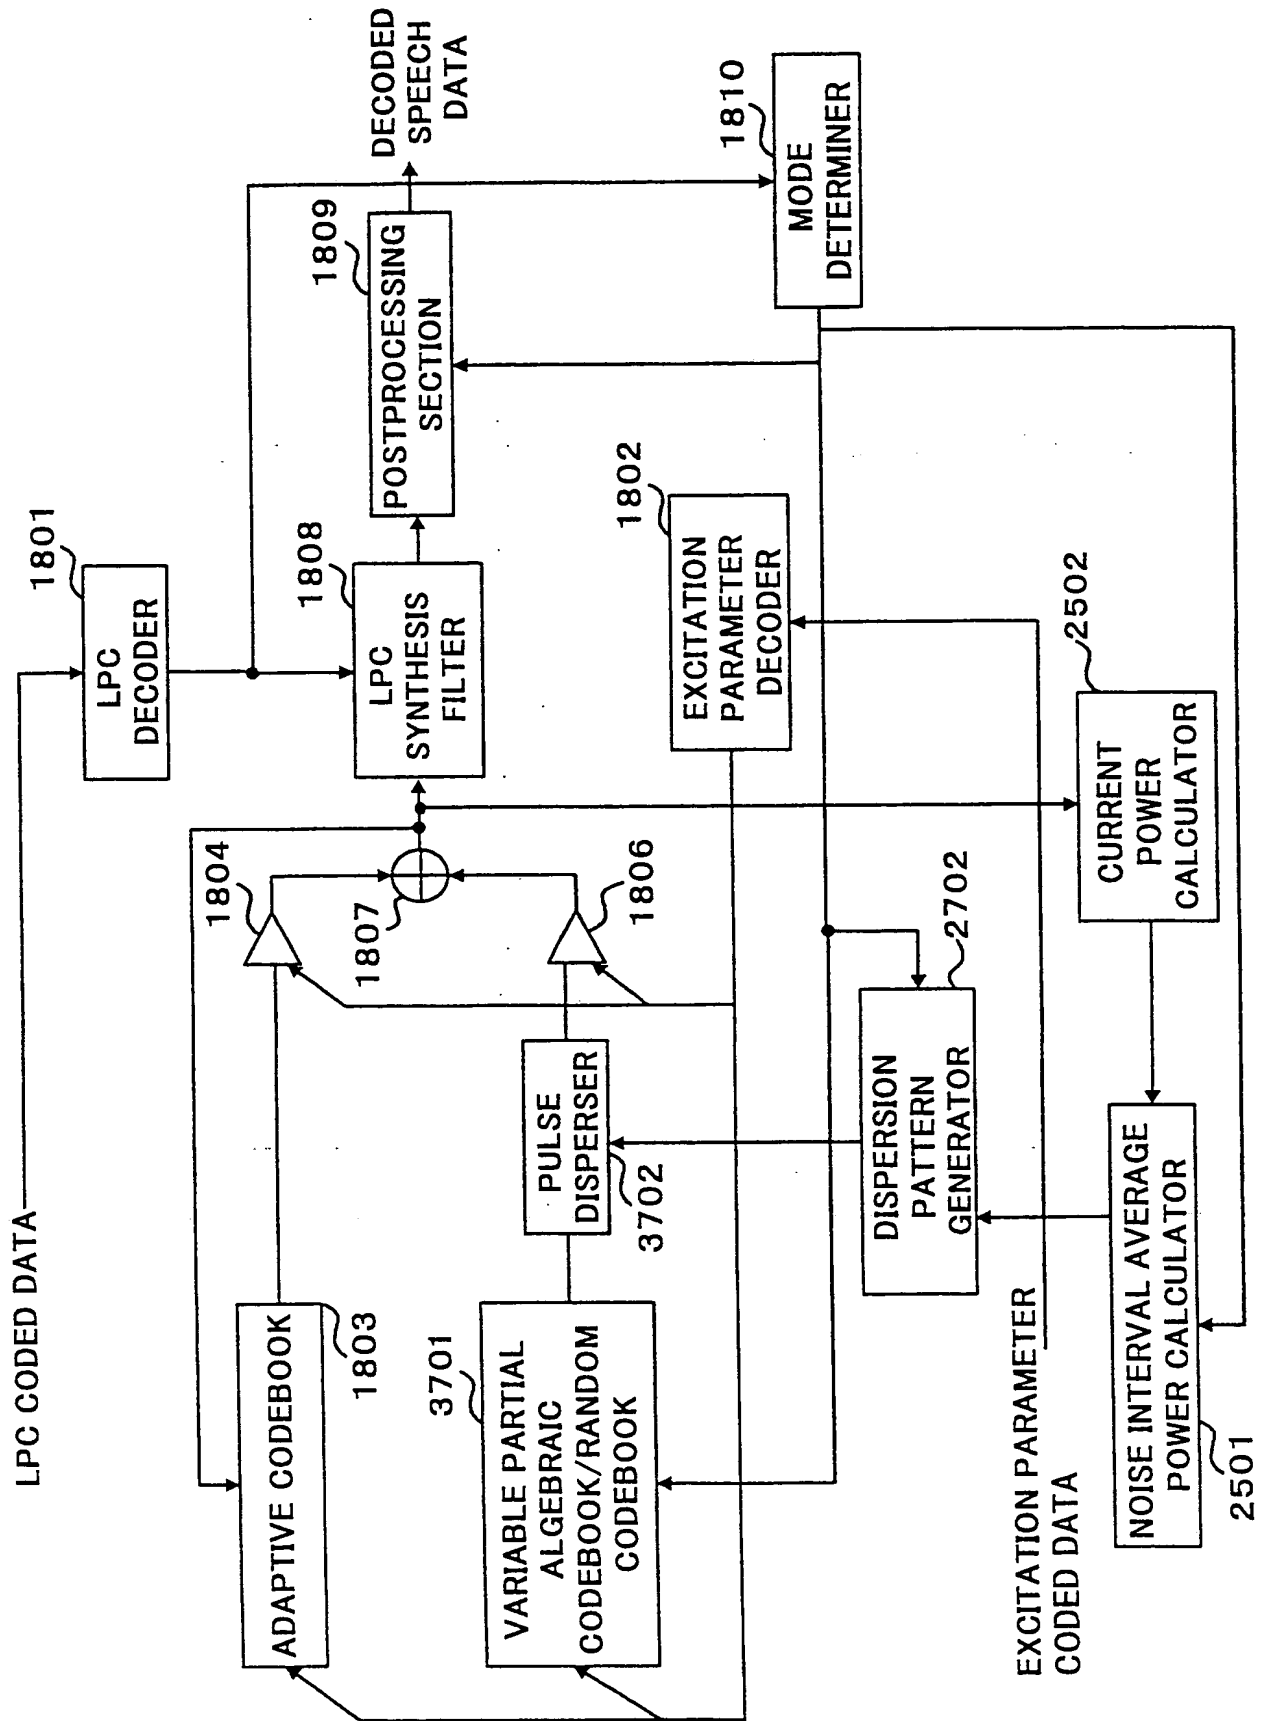 LPC CODED DATA
1801
LPC
DECODER
ADAPTIVE CODEBOOK
1803
1804
1807
1808
LPC
SYNTHESIS
FILTER
1809
POSTPROCESSING
SECTION
DECODED
SPEECH
DATA
3701
VARIABLE PARTIAL
ALGEBRAIC
CODEBOOK/RANDOM
CODEBOOK
PULSE
DISPERSER
3702
1806
1802
EXCITATION
PARAMETER
DECODER
1810
MODE
DETERMINER
DISPERSION
PATTERN
GENERATOR
2702
EXCITATION PARAMETER
CODED DATA
2502
CURRENT
POWER
CALCULATOR
NOISE INTERVAL AVERAGE
POWER CALCULATOR
2501